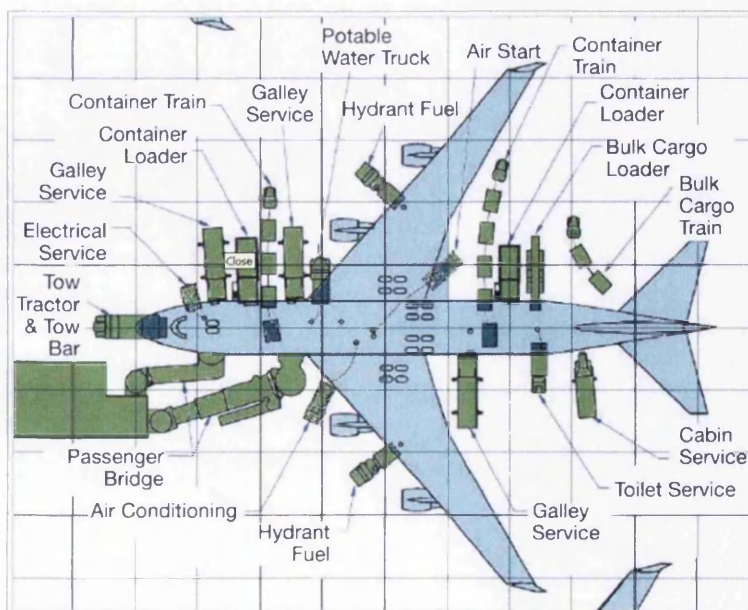 Potable
Water Truck
Air Start
Container
Train
Container Train
Galley
Service
Hydrant Fuel
Container
Loader
Container
Loader
Bulk Cargo
Loader
Galley
Service
Bulk
Cargo
Train
Electrical
Service
Close
Tow
Tractor
& Tow
Bar
Passenger
Bridge
Cabin
Service
Toilet Service
Air Conditioning
Galley
Service
Hydrant
Fuel